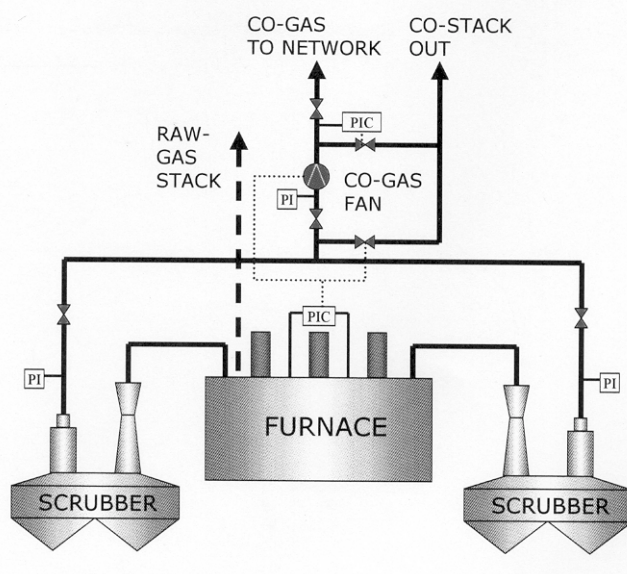 CO-GAS
TO NETWORK
CO-STACK
OUT
PIC
RAW-
GAS
STACK
CO-GAS
FAN
PI
PIC
PI
PI
FURNACE
SCRUBBER
SCRUBBER